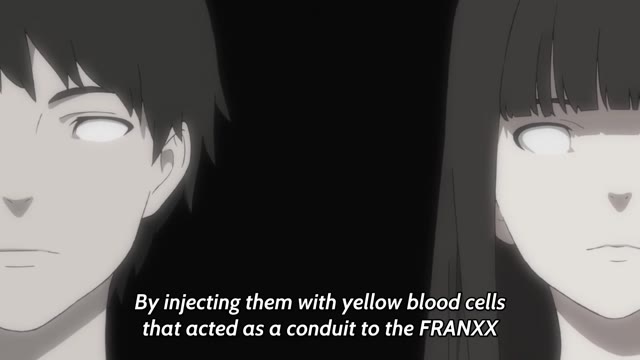 By injecting them with yellow blood cells
that acted as a conduit to the FRANXX